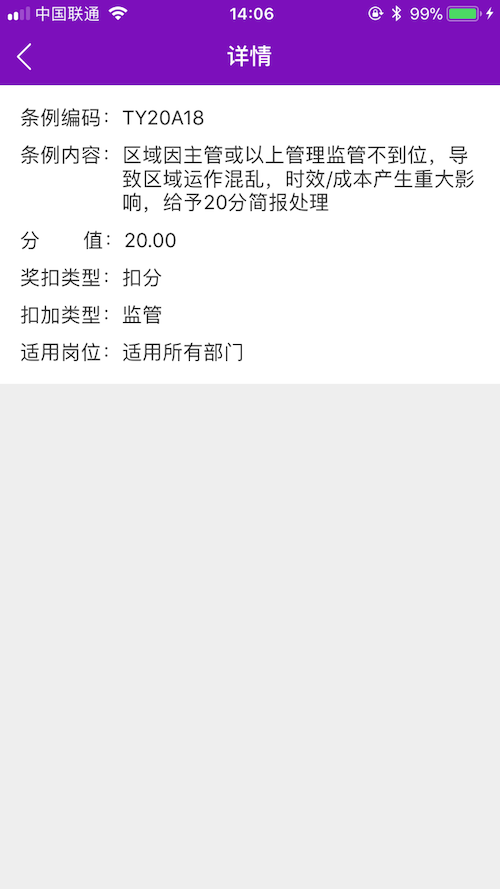 中国联通 14:06 99%
详情
条例编码：TY20A18
条例内容：区域因主管或以上管理监管不到位，导
致区域运作混乱，时效/成本产生重大影
响，给予20分简报处理
分 值：20.00
奖扣类型：扣分
扣加类型：监管
适用岗位：适用所有部门